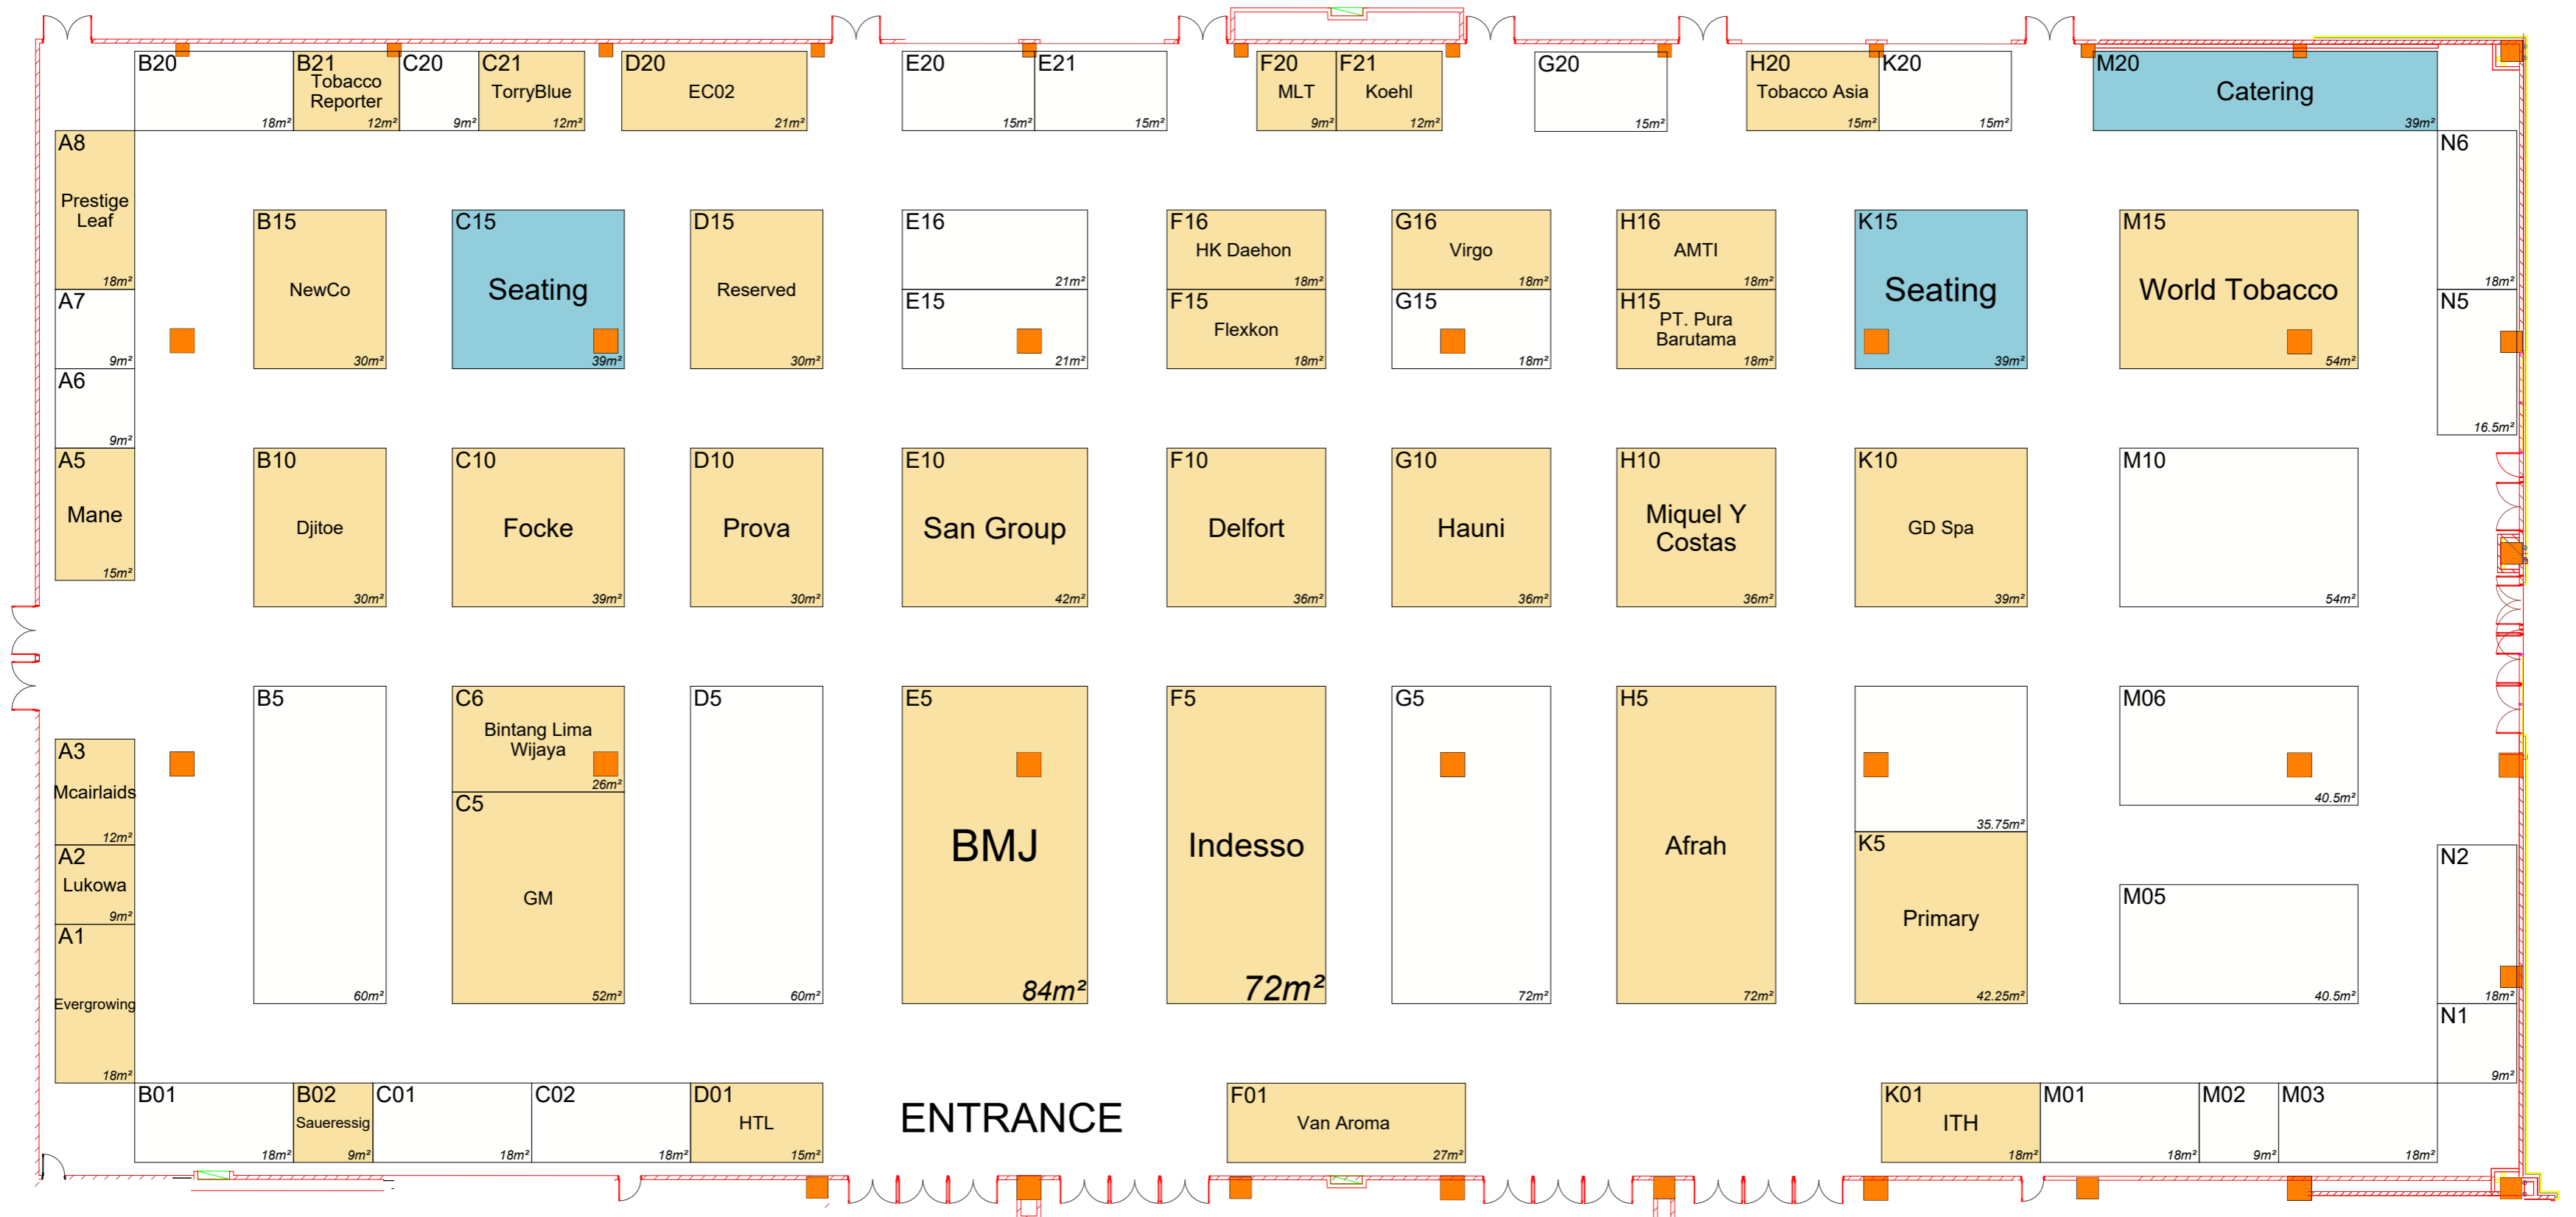 B20
18m²
B21
Tobacco
Reporter
12m²
C20
9m²
C21
TorryBlue
12m²
D20
EC02
21m²
E20
15m²
E21
15m²
F20
MLT
9m²
F21
Koehl
12m²
G20
15m²
H20
Tobacco Asia
15m²
K20
15m²
M20
Catering
39m²
A8
Prestige
Leaf
18m²
A7
9m²
A6
9m²
A5
Mane
15m²
B15
NewCo
30m²
C15
Seating
39m²
D15
Reserved
30m²
E16
21m²
E15
21m²
F16
HK Daehon
18m²
F15
Flexkon
18m²
G16
Virgo
18m²
G15
18m²
H16
AMTI
18m²
H15
PT. Pura
Barutama
18m²
K15
Seating
39m²
M15
World Tobacco
54m²
N6
18m²
N5
16.5m²
B10
Djitoe
30m²
C10
Focke
39m²
D10
Prova
30m²
E10
San Group
42m²
F10
Delfort
36m²
G10
Hauni
36m²
H10
Miquel Y
Costas
36m²
K10
GD Spa
39m²
M10
54m²
A3
Mcairlaids
12m²
A2
Lukowa
9m²
A1
Evergrowing
18m²
B5
60m²
C6
Bintang Lima
Wijaya
26m²
C5
GM
52m²
D5
60m²
E5
BMJ
84m²
F5
Indesso
72m²
G5
72m²
H5
Afrah
72m²
35.75m²
K5
Primary
42.25m²
M06
40.5m²
M05
40.5m²
N2
18m²
N1
9m²
B01
18m²
B02
Saueressig
9m²
C01
18m²
C02
18m²
D01
HTL
15m²
ENTRANCE
F01
Van Aroma
27m²
K01
ITH
18m²
M01
18m²
M02
9m²
M03
18m²